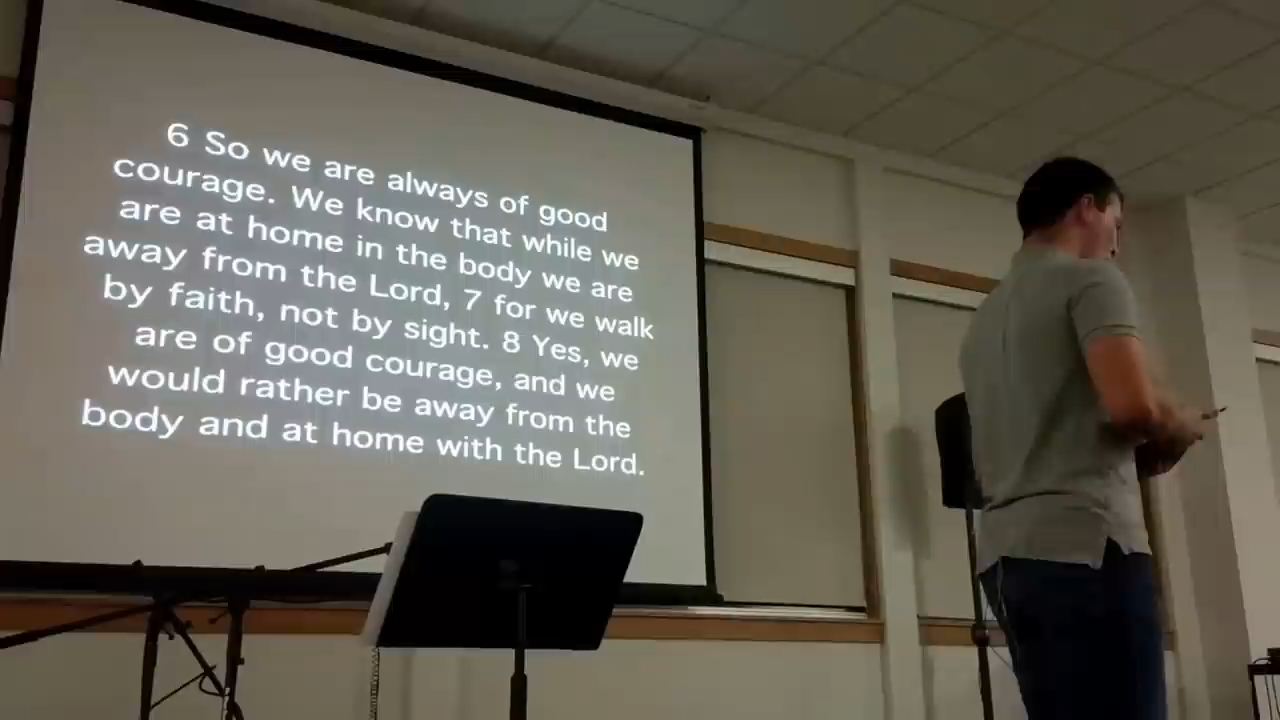 6 So we are always of good
courage. We know that while we
are at home in the body we are
away from the Lord, 7 for we walk
by faith, not by sight. 8 Yes, we
are of good courage, and we
would rather be away from the
body and at home with the Lord.